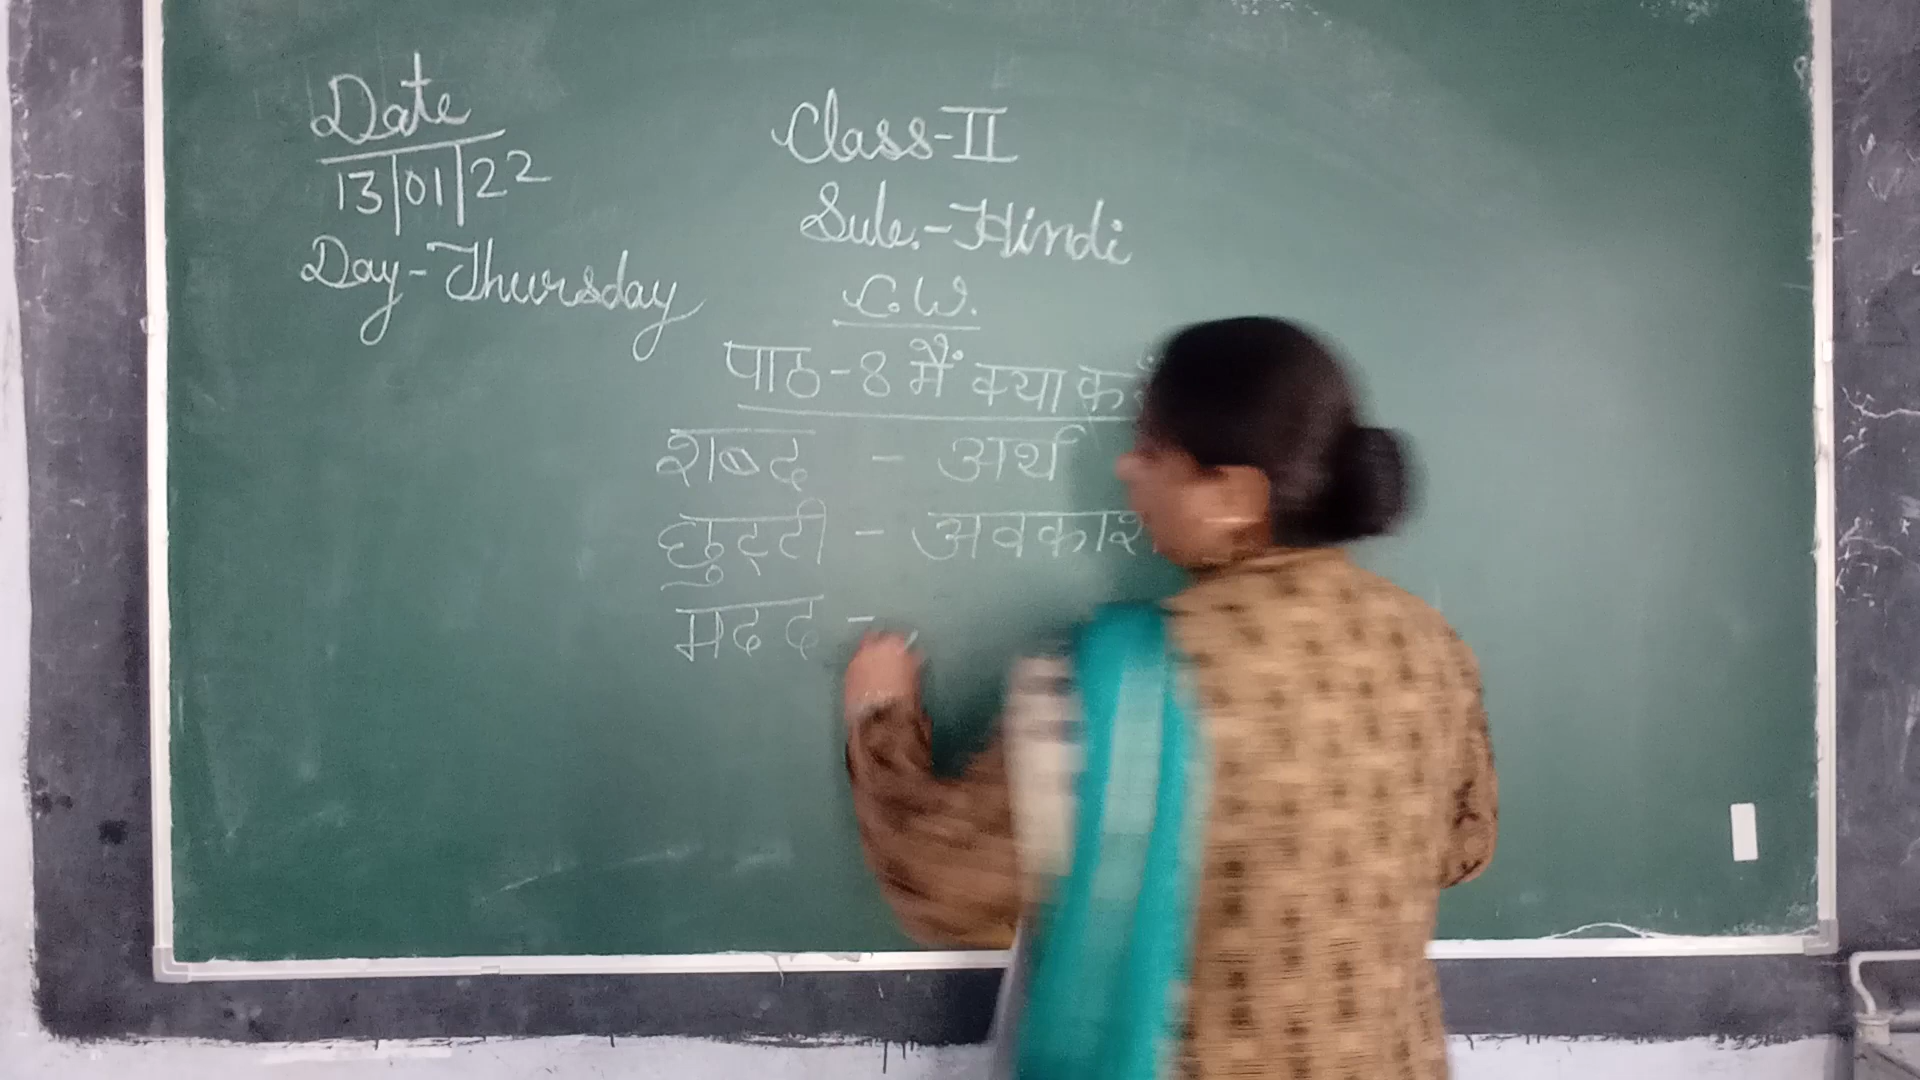 Date
13/01/22
Day-Thursday
Class-II
Sub.-Hindi
C.W.
पाठ-8 मैं क्या
शब्द - अर्थ
छुट्टी - अवकाश
मदद -